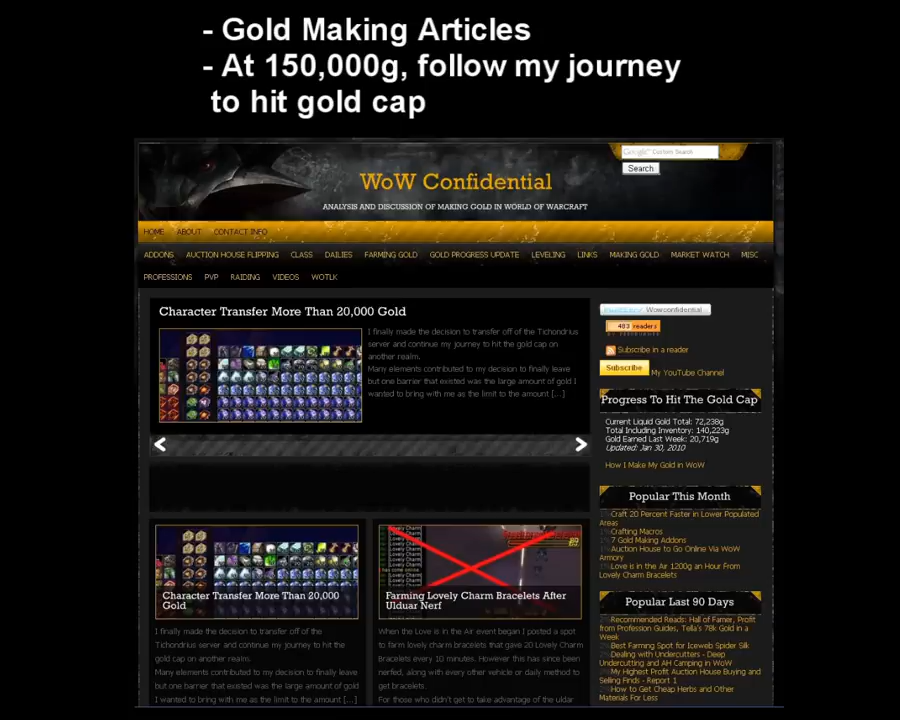 - Gold Making Articles
- At 150,000g, follow my journey
to hit gold cap
Google™ Custom Search
Search
WoW Confidential
ANALYSIS AND DISCUSSION OF MAKING GOLD IN WORLD OF WARCRAFT
HOME ABOUT CONTACT INFO
ADDONS AUCTION HOUSE FLIPPING CLASS DAILIES FARMING GOLD GOLD PROGRESS UPDATE LEVELING LINKS MAKING GOLD MARKET WATCH MISC
PROFESSIONS PVP RAIDING VIDEOS WOTLK
Character Transfer More Than 20,000 Gold
I finally made the decision to transfer off of the Tichondrius
server and continue my journey to hit the gold cap on
another realm.
Many elements contributed to my decision to finally leave
but one barrier that existed was the large amount of gold I
wanted to bring with me as the limit to the amount [...]
Wowconfidential
483 readers
Subscribe in a reader
Subscribe My YouTube Channel
Progress To Hit The Gold Cap
Current Liquid Gold Total: 72,238g
Total Including Inventory: 140,223g
Gold Earned Last Week: 20,719g
Updated: Jan 30, 2010
How I Make My Gold in WoW
Popular This Month
Craft 20 Percent Faster in Lower Populated
Areas
Crafting Macros
7 Gold Making Addons
Auction House to Go Online Via WoW
Armory
Love is in the Air 1200g an Hour From
Lovely Charm Bracelets
Popular Last 90 Days
Recommended Reads: Hall of Famer, Profit
from Profession Guides, Tella's 78k Gold in a
Week
Best Farming Spot for Iceweb Spider Silk
Dealing with Undercutters - Deep
Undercutting and AH Camping in WoW
My Highest Profit Auction House Buying and
Selling Finds - Report 1
How to Get Cheap Herbs and Other
Materials For Less
Character Transfer More Than 20,000
Gold
I finally made the decision to transfer off of the
Tichondrius server and continue my journey to hit the
gold cap on another realm.
Many elements contributed to my decision to finally leave
but one barrier that existed was the large amount of gold
I wanted to bring with me as the limit to the amount [...]
Farming Lovely Charm Bracelets After
Ulduar Nerf
When the Love is in the Air event began I posted a spot
to farm lovely charm bracelets that gave 20 Lovely Charm
Bracelets every 10 minutes. However this has since been
nerfed, along with every other vehicle or daily method to
get bracelets.
For those who didn't get to take advantage of the uldar